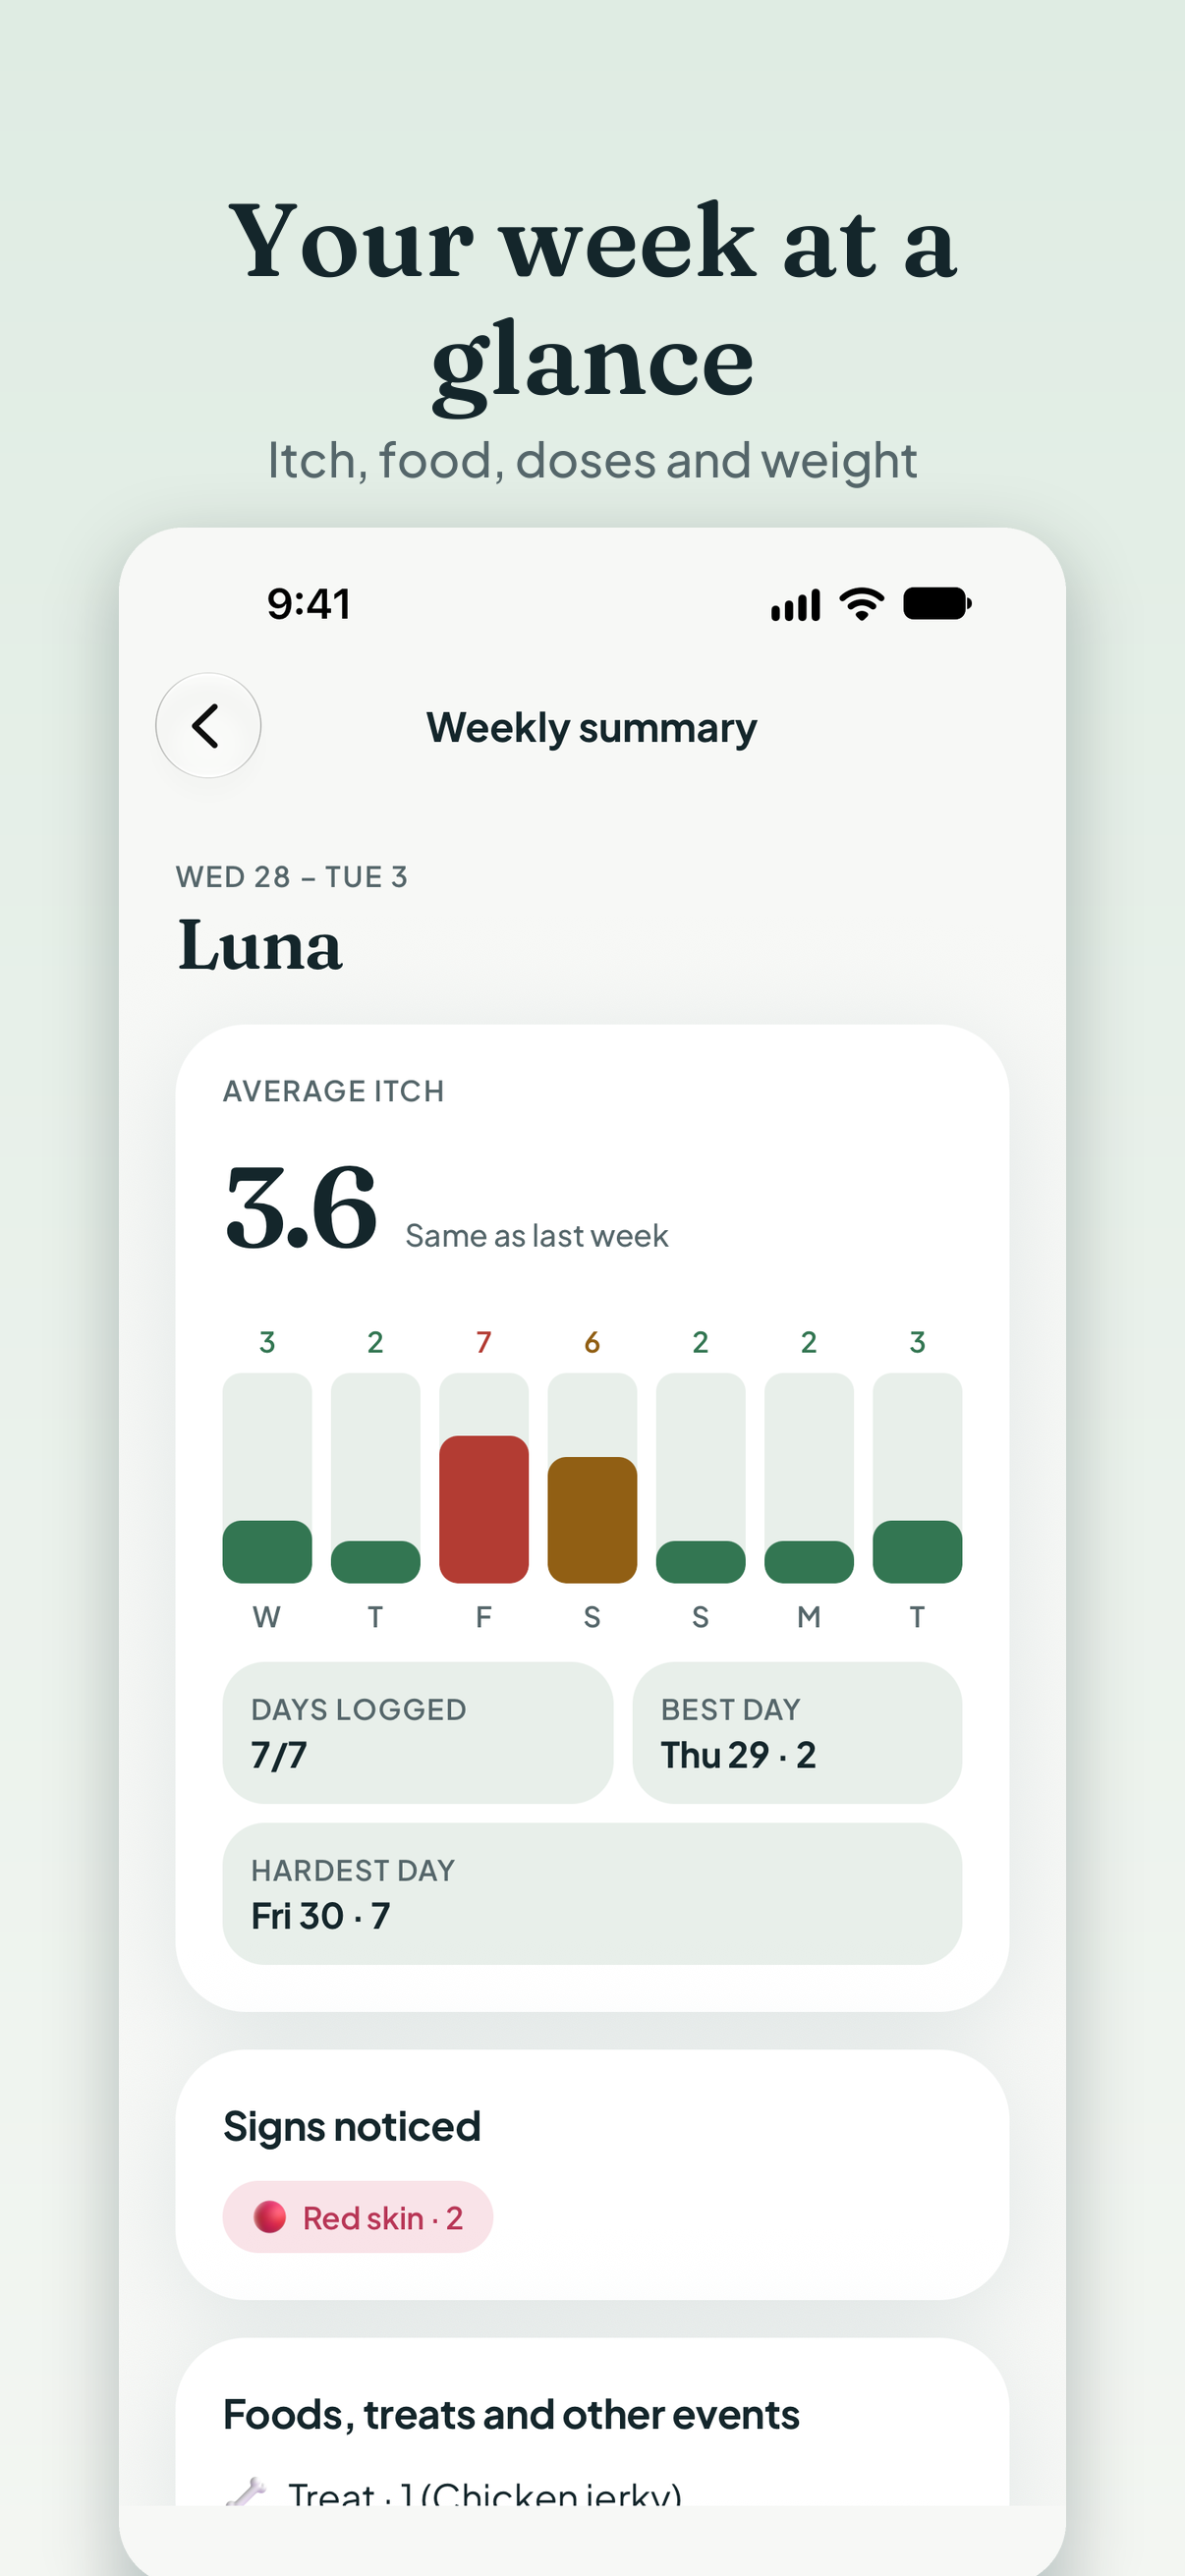 Your week at a
glance
Itch, food, doses and weight
9:41
Weekly summary
WED 28 – TUE 3
Luna
AVERAGE ITCH
3.6 Same as last week
3 2 7 6 2 2 3
W T F S S M T
DAYS LOGGED BEST DAY
7/7 Thu 29 · 2
HARDEST DAY
Fri 30 · 7
Signs noticed
Red skin · 2
Foods, treats and other events
Treat · 1 (Chicken jerky)